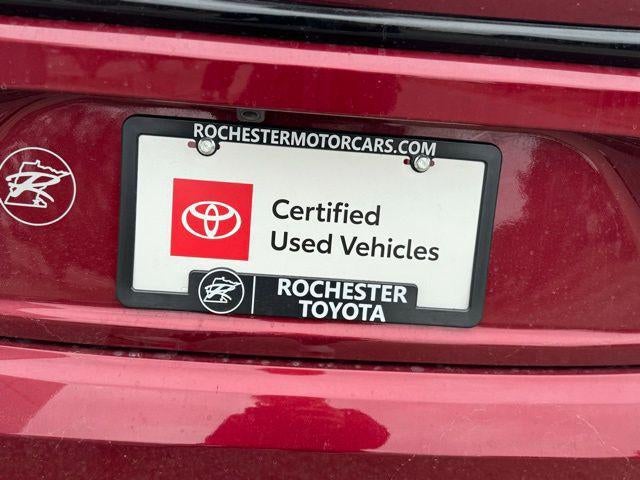 ROCHESTERMOTORCARS.COM
Certified
Used Vehicles
ROCHESTER
TOYOTA